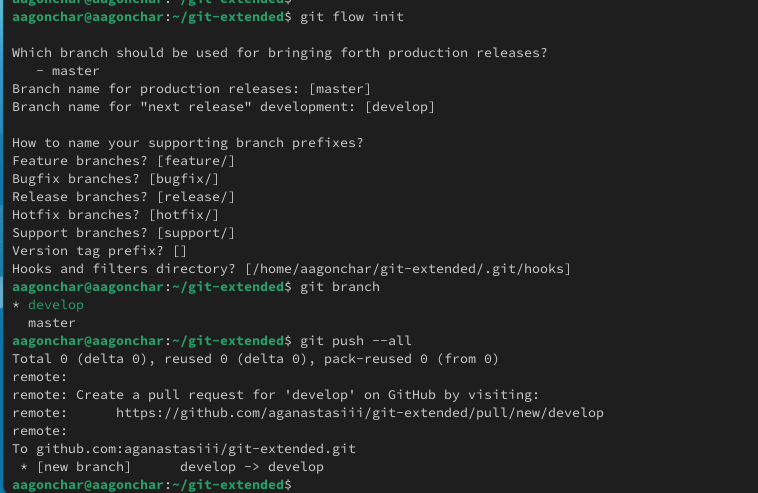 aagonchar@aagonchar:~/git-extended$ git flow init

Which branch should be used for bringing forth production releases?
   - master
Branch name for production releases: [master]
Branch name for "next release" development: [develop]

How to name your supporting branch prefixes?
Feature branches? [feature/]
Bugfix branches? [bugfix/]
Release branches? [release/]
Hotfix branches? [hotfix/]
Support branches? [support/]
Version tag prefix? []
Hooks and filters directory? [/home/aagonchar/git-extended/.git/hooks]
aagonchar@aagonchar:~/git-extended$ git branch
* develop
  master
aagonchar@aagonchar:~/git-extended$ git push --all
Total 0 (delta 0), reused 0 (delta 0), pack-reused 0 (from 0)
remote:
remote: Create a pull request for 'develop' on GitHub by visiting:
remote:      https://github.com/aganastasiii/git-extended/pull/new/develop
remote:
To github.com:aganastasiii/git-extended.git
 * [new branch]      develop -> develop
aagonchar@aagonchar:~/git-extended$